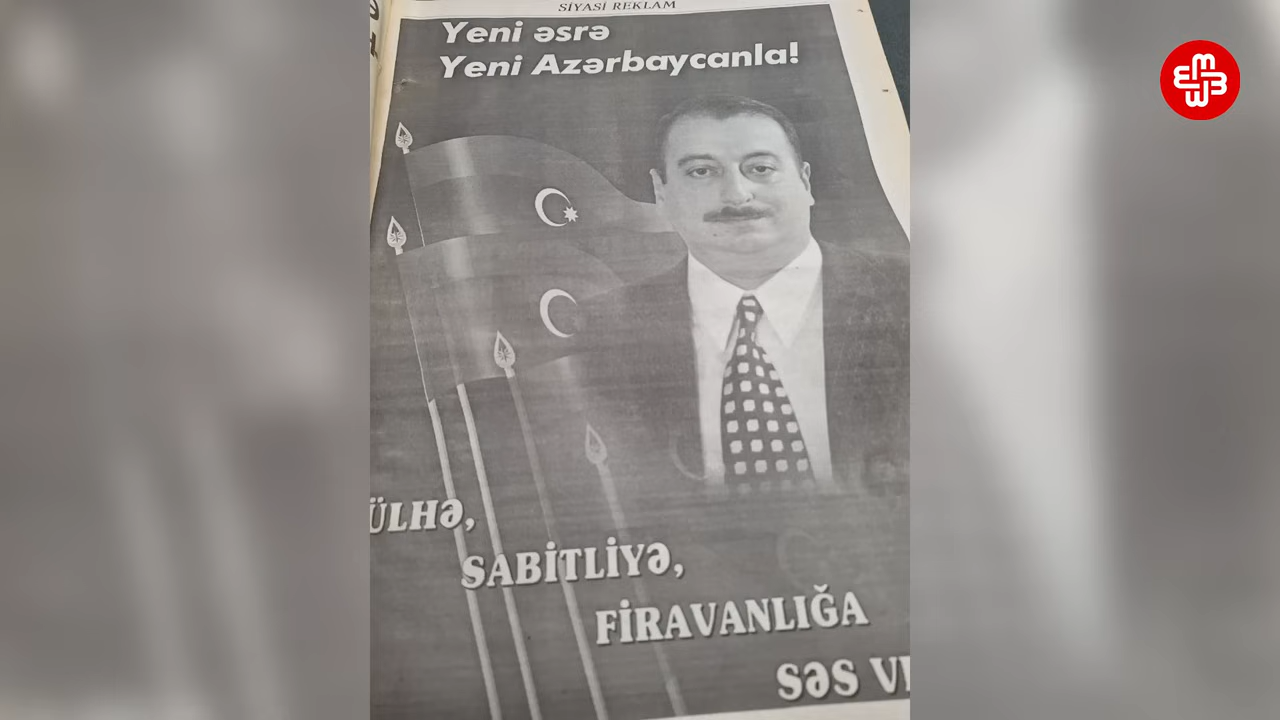 SİYASİ REKLAM
Yeni əsrə
Yeni Azərbaycanla!
ÜLHƏ,
SABİTLİYƏ,
FİRAVANLIĞA
SƏS